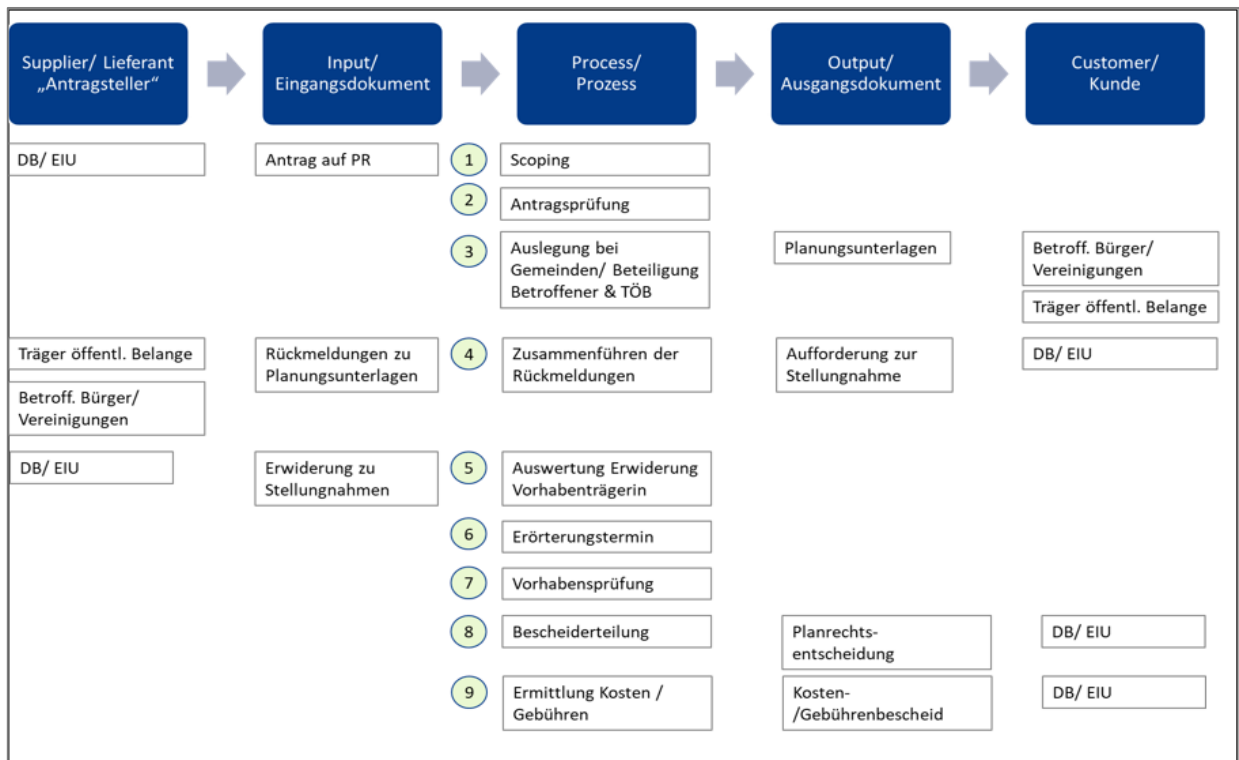 Supplier/ Lieferant
„Antragsteller“
Input/
Eingangsdokument
Process/
Prozess
Output/
Ausgangsdokument
Customer/
Kunde
DB/ EIU
Antrag auf PR
1
Scoping
2
Antragsprüfung
3
Auslegung bei
Gemeinden/ Beteiligung
Betroffener & TÖB
Planungsunterlagen
Betroff. Bürger/
Vereinigungen
Träger öffentl. Belange
Träger öffentl. Belange
Rückmeldungen zu
Planungsunterlagen
4
Zusammenführen der
Rückmeldungen
Aufforderung zur
Stellungnahme
DB/ EIU
Betroff. Bürger/
Vereinigungen
DB/ EIU
Erwiderung zu
Stellungnahmen
5
Auswertung Erwiderung
Vorhabenträgerin
6
Erörterungstermin
7
Vorhabensprüfung
8
Bescheiderteilung
Planrechts-
entscheidung
DB/ EIU
9
Ermittlung Kosten /
Gebühren
Kosten-
/Gebührenbescheid
DB/ EIU